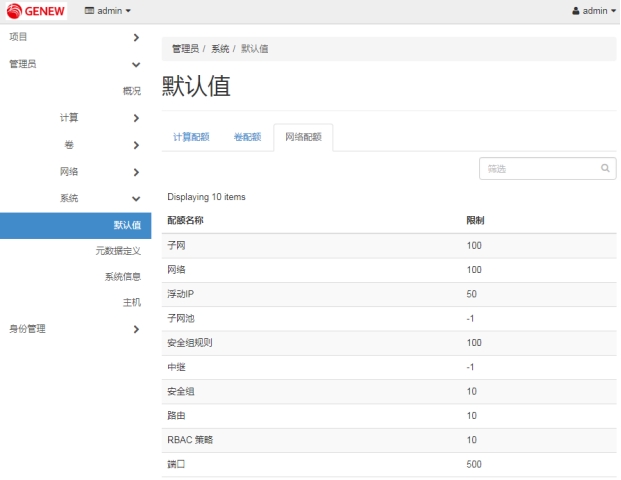 GENEW admin admin
项目
管理员
概况
计算
卷
网络
系统
默认值
元数据定义
系统信息
主机
身份管理
管理员 / 系统 / 默认值
默认值
计算配额 卷配额 网络配额
筛选
Displaying 10 items
配额名称 限制
子网 100
网络 100
浮动IP 50
子网池 -1
安全组规则 100
中继 -1
安全组 10
路由 10
RBAC 策略 10
端口 500